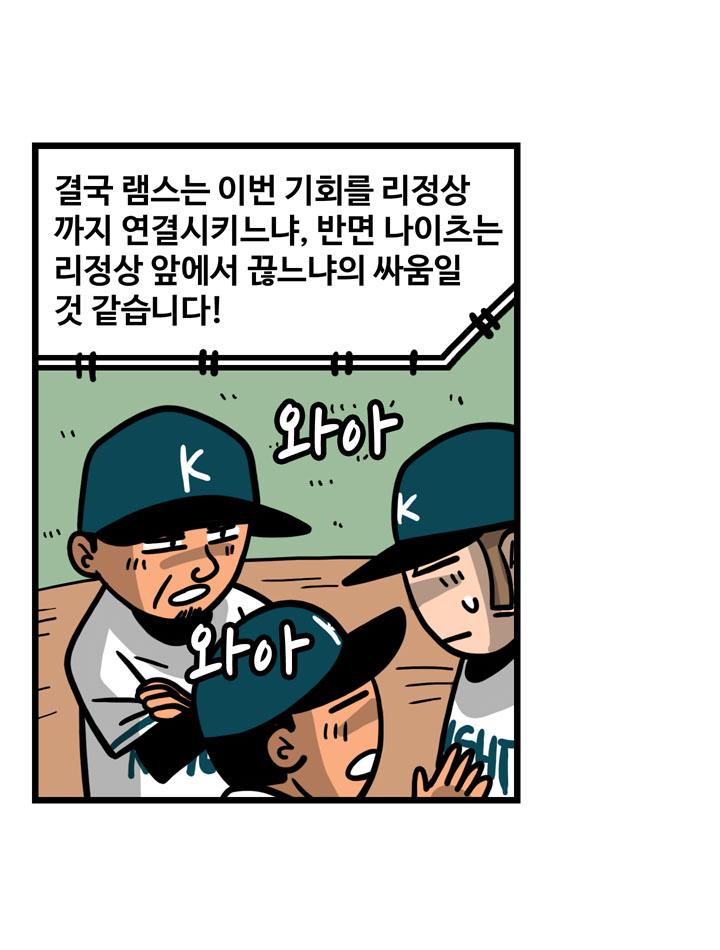 결국 램스는 이번 기회를 리정상
까지 연결시키느냐, 반면 나이츠는
리정상 앞에서 끊느냐의 싸움일
것 같습니다!
와아
K
K
와아
IGHT